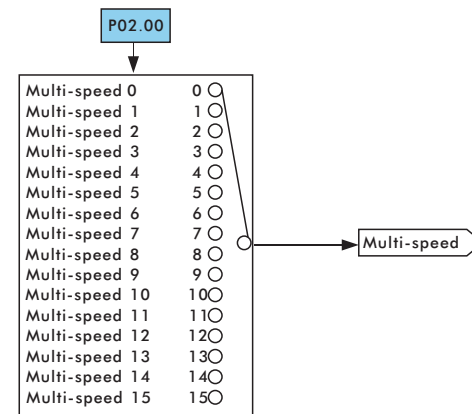 P02.00
Multi-speed 0 0
Multi-speed 1 1
Multi-speed 2 2
Multi-speed 3 3
Multi-speed 4 4
Multi-speed 5 5
Multi-speed 6 6
Multi-speed 7 7
Multi-speed 8 8
Multi-speed 9 9
Multi-speed 10 10
Multi-speed 11 11
Multi-speed 12 12
Multi-speed 13 13
Multi-speed 14 14
Multi-speed 15 15
Multi-speed